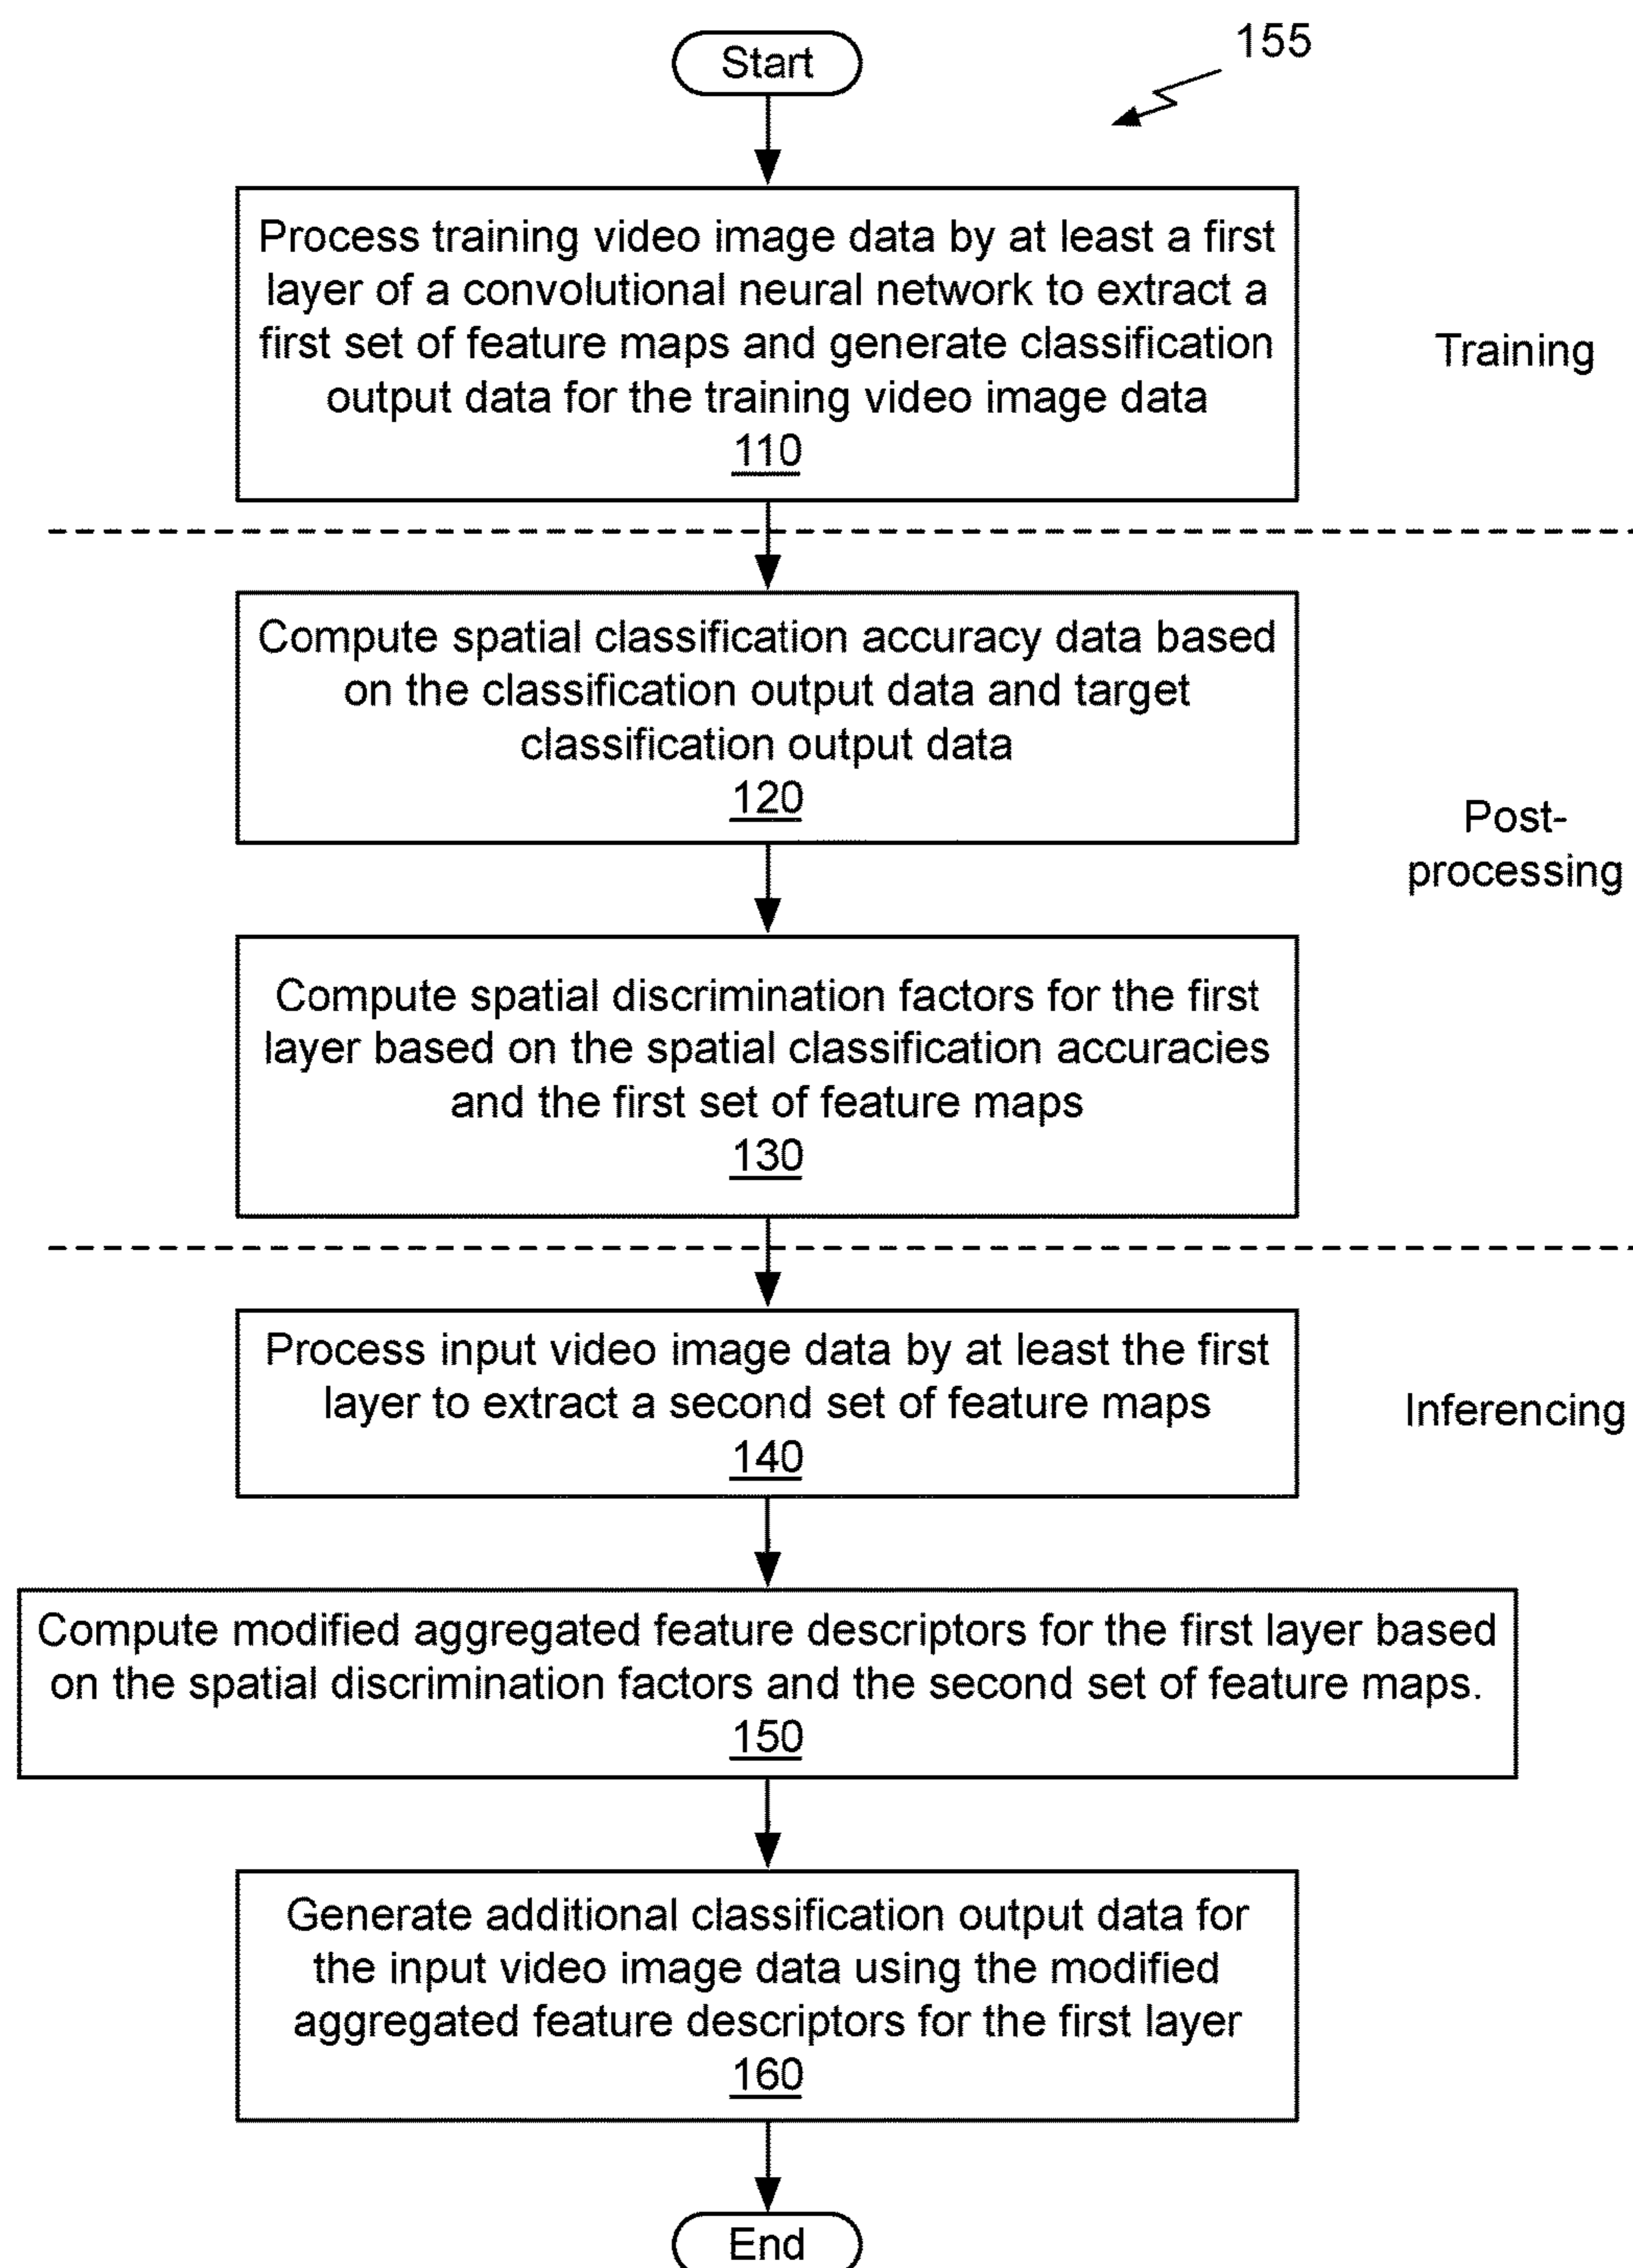 Start
155
Process training video image data by at least a first
layer of a convolutional neural network to extract a
first set of feature maps and generate classification
output data for the training video image data
110
Training
Compute spatial classification accuracy data based
on the classification output data and target
classification output data
120
Post-
processing
Compute spatial discrimination factors for the first
layer based on the spatial classification accuracies
and the first set of feature maps
130
Process input video image data by at least the first
layer to extract a second set of feature maps
140
Inferencing
Compute modified aggregated feature descriptors for the first layer based
on the spatial discrimination factors and the second set of feature maps.
150
Generate additional classification output data for
the input video image data using the modified
aggregated feature descriptors for the first layer
160
End